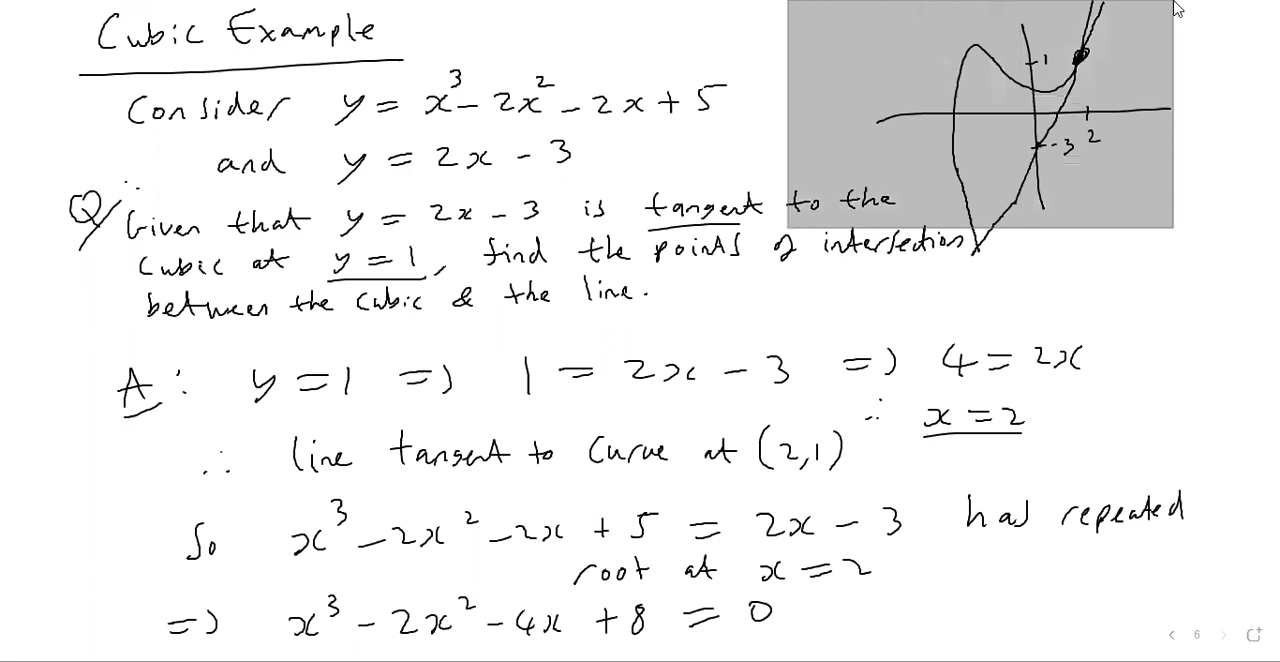 Cubic Example
Consider y = x³ - 2x² - 2x + 5
and y = 2x - 3
Q/ Given that y = 2x - 3 is tangent to the
cubic at y = 1, find the points of intersection
between the cubic & the line.
1
-3
2
A: y = 1 => 1 = 2x - 3 => 4 = 2x
∴ x = 2
∴ line tangent to curve at (2,1)
So x³ - 2x² - 2x + 5 = 2x - 3 has repeated
root at x = 2
=> x³ - 2x² - 4x + 8 = 0
6